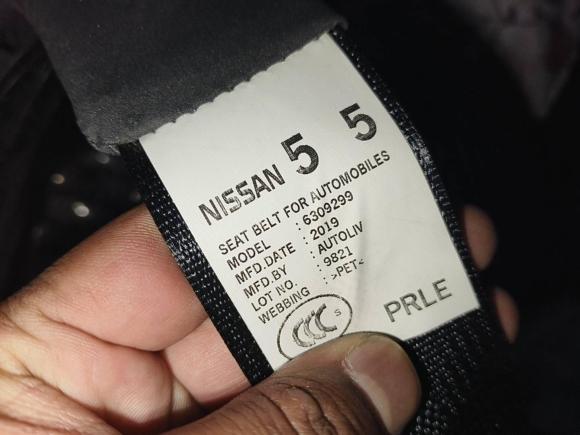 NISSAN 5 5
SEAT BELT FOR AUTOMOBILES
MODEL : 6309299
MFD.DATE : 2019
MFD.BY : AUTOLIV
LOT NO. : 9821
WEBBING : >PET<
CCC S
PRLE